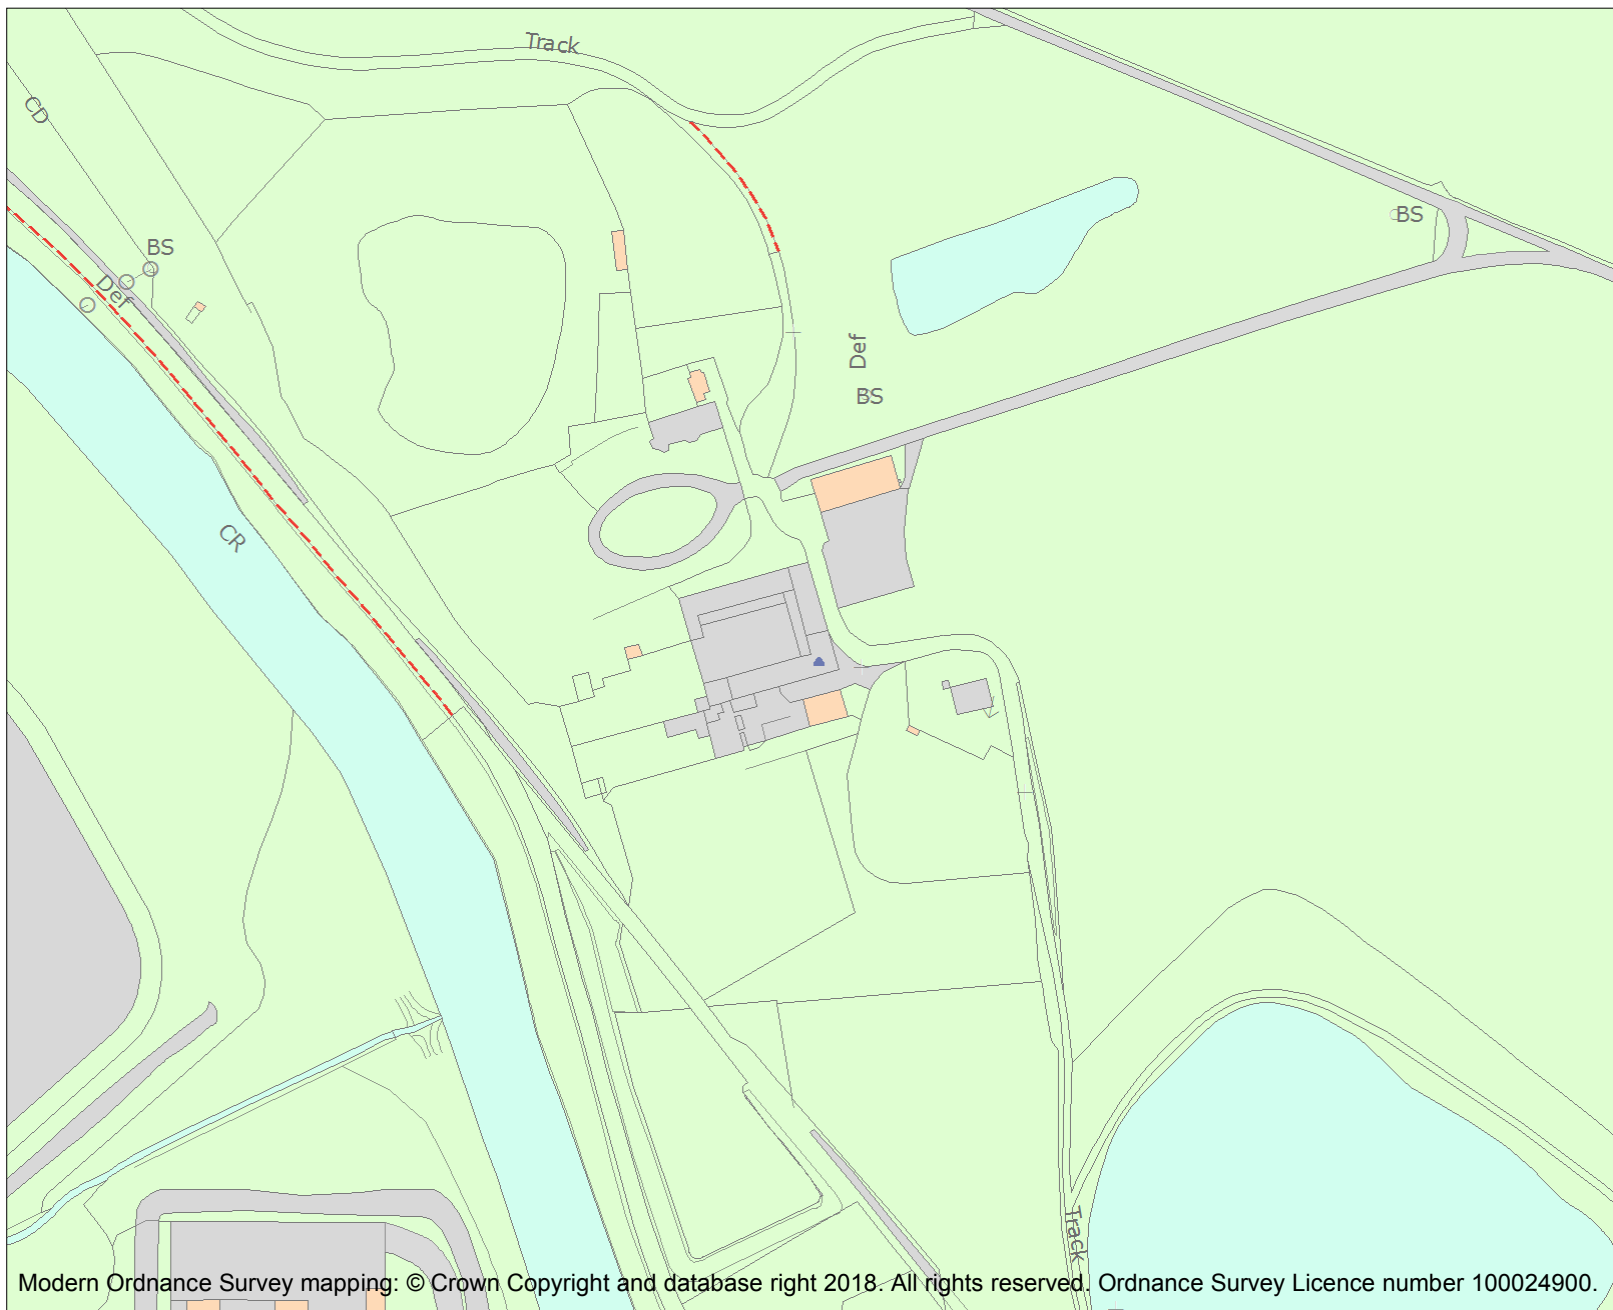 Track
CD
BS
BS
Def
Def
BS
CR
Track
Modern Ordnance Survey mapping: © Crown Copyright and database right 2018. All rights reserved. Ordnance Survey Licence number 100024900.